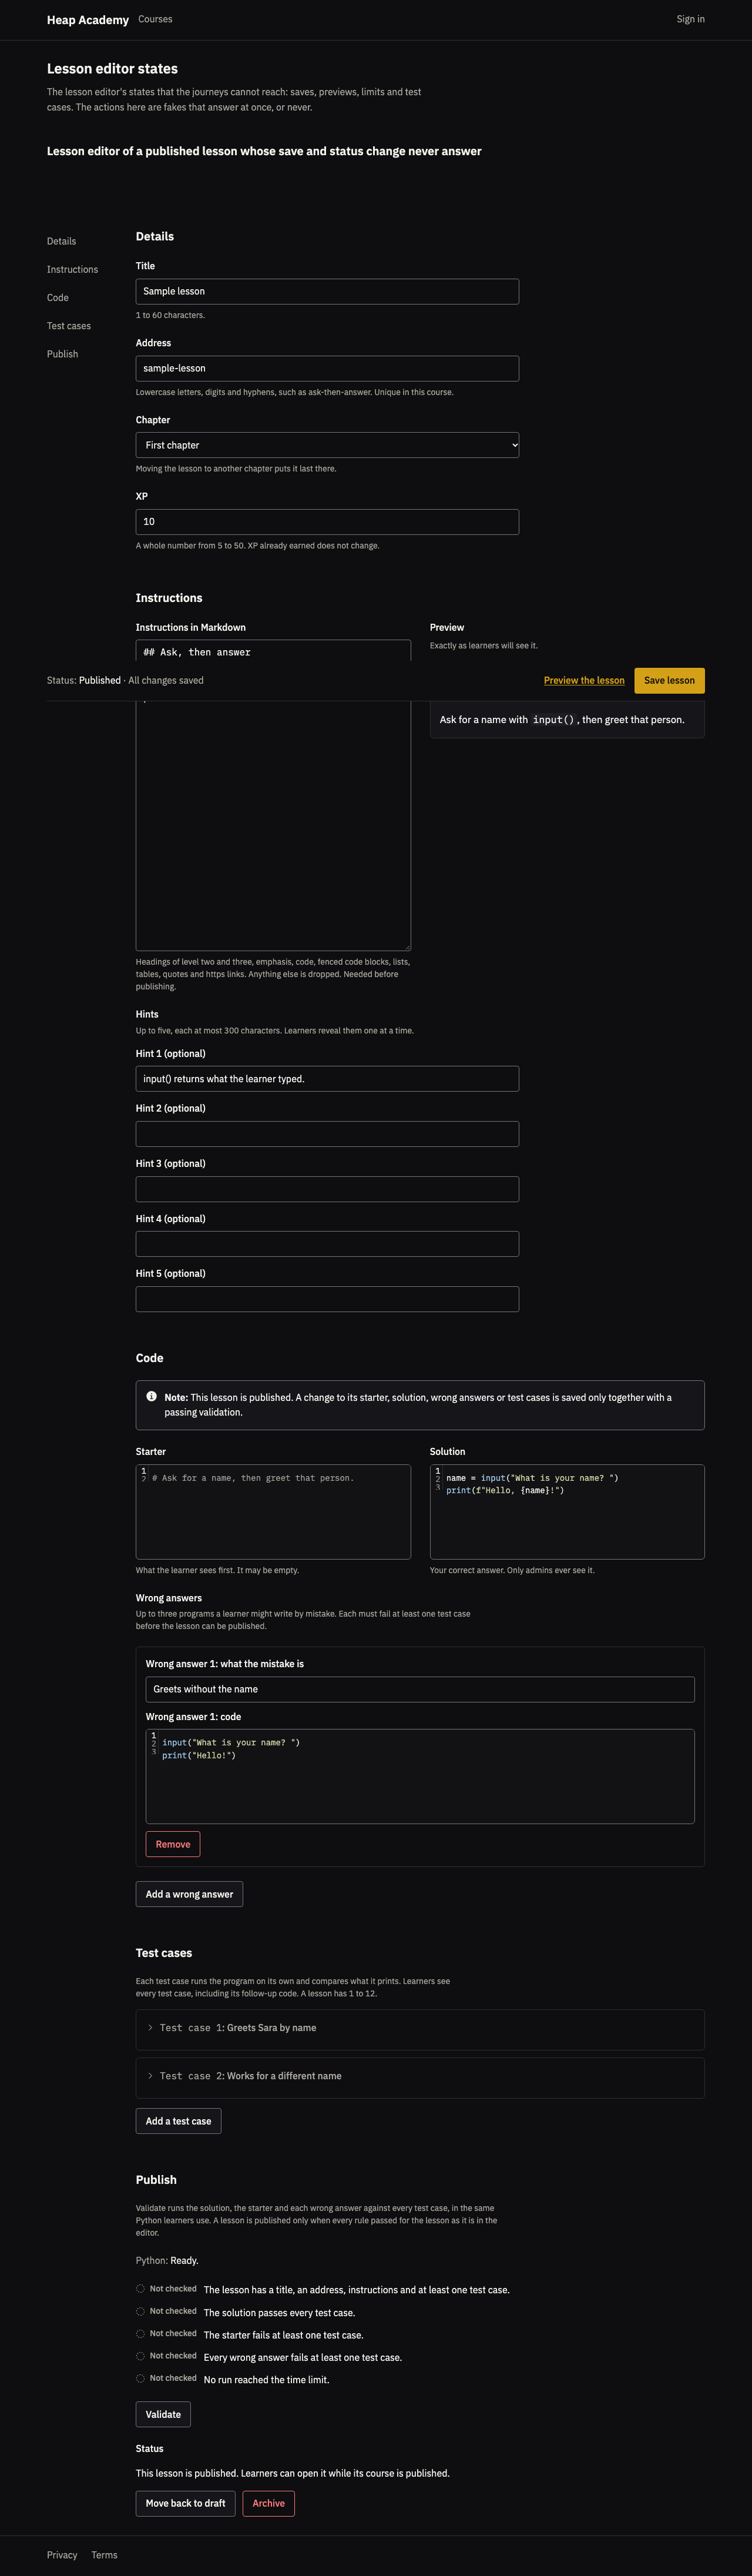 Heap Academy Courses Sign in
Lesson editor states
The lesson editor's states that the journeys cannot reach: saves, previews, limits and test
cases. The actions here are fakes that answer at once, or never.
Lesson editor of a published lesson whose save and status change never answer
Details
Instructions
Code
Test cases
Publish
Details
Title
Sample lesson
1 to 60 characters.
Address
sample-lesson
Lowercase letters, digits and hyphens, such as ask-then-answer. Unique in this course.
Chapter
First chapter
Moving the lesson to another chapter puts it last there.
XP
10
A whole number from 5 to 50. XP already earned does not change.
Instructions
Instructions in Markdown
## Ask, then answer
Preview
Exactly as learners will see it.
Status: Published · All changes saved
Preview the lesson
Save lesson
Ask for a name with input(), then greet that person.
Headings of level two and three, emphasis, code, fenced code blocks, lists,
tables, quotes and https links. Anything else is dropped. Needed before
publishing.
Hints
Up to five, each at most 300 characters. Learners reveal them one at a time.
Hint 1 (optional)
input() returns what the learner typed.
Hint 2 (optional)
Hint 3 (optional)
Hint 4 (optional)
Hint 5 (optional)
Code
Note: This lesson is published. A change to its starter, solution, wrong answers or test cases is saved only together with a
passing validation.
Starter
1
2 # Ask for a name, then greet that person.
What the learner sees first. It may be empty.
Solution
1
2 name = input("What is your name? ")
3 print(f"Hello, {name}!")
Your correct answer. Only admins ever see it.
Wrong answers
Up to three programs a learner might write by mistake. Each must fail at least one test case
before the lesson can be published.
Wrong answer 1: what the mistake is
Greets without the name
Wrong answer 1: code
1
2 input("What is your name? ")
3 print("Hello!")
Remove
Add a wrong answer
Test cases
Each test case runs the program on its own and compares what it prints. Learners see
every test case, including its follow-up code. A lesson has 1 to 12.
Test case 1: Greets Sara by name
Test case 2: Works for a different name
Add a test case
Publish
Validate runs the solution, the starter and each wrong answer against every test case, in the same
Python learners use. A lesson is published only when every rule passed for the lesson as it is in the
editor.
Python: Ready.
Not checked The lesson has a title, an address, instructions and at least one test case.
Not checked The solution passes every test case.
Not checked The starter fails at least one test case.
Not checked Every wrong answer fails at least one test case.
Not checked No run reached the time limit.
Validate
Status
This lesson is published. Learners can open it while its course is published.
Move back to draft
Archive
Privacy Terms